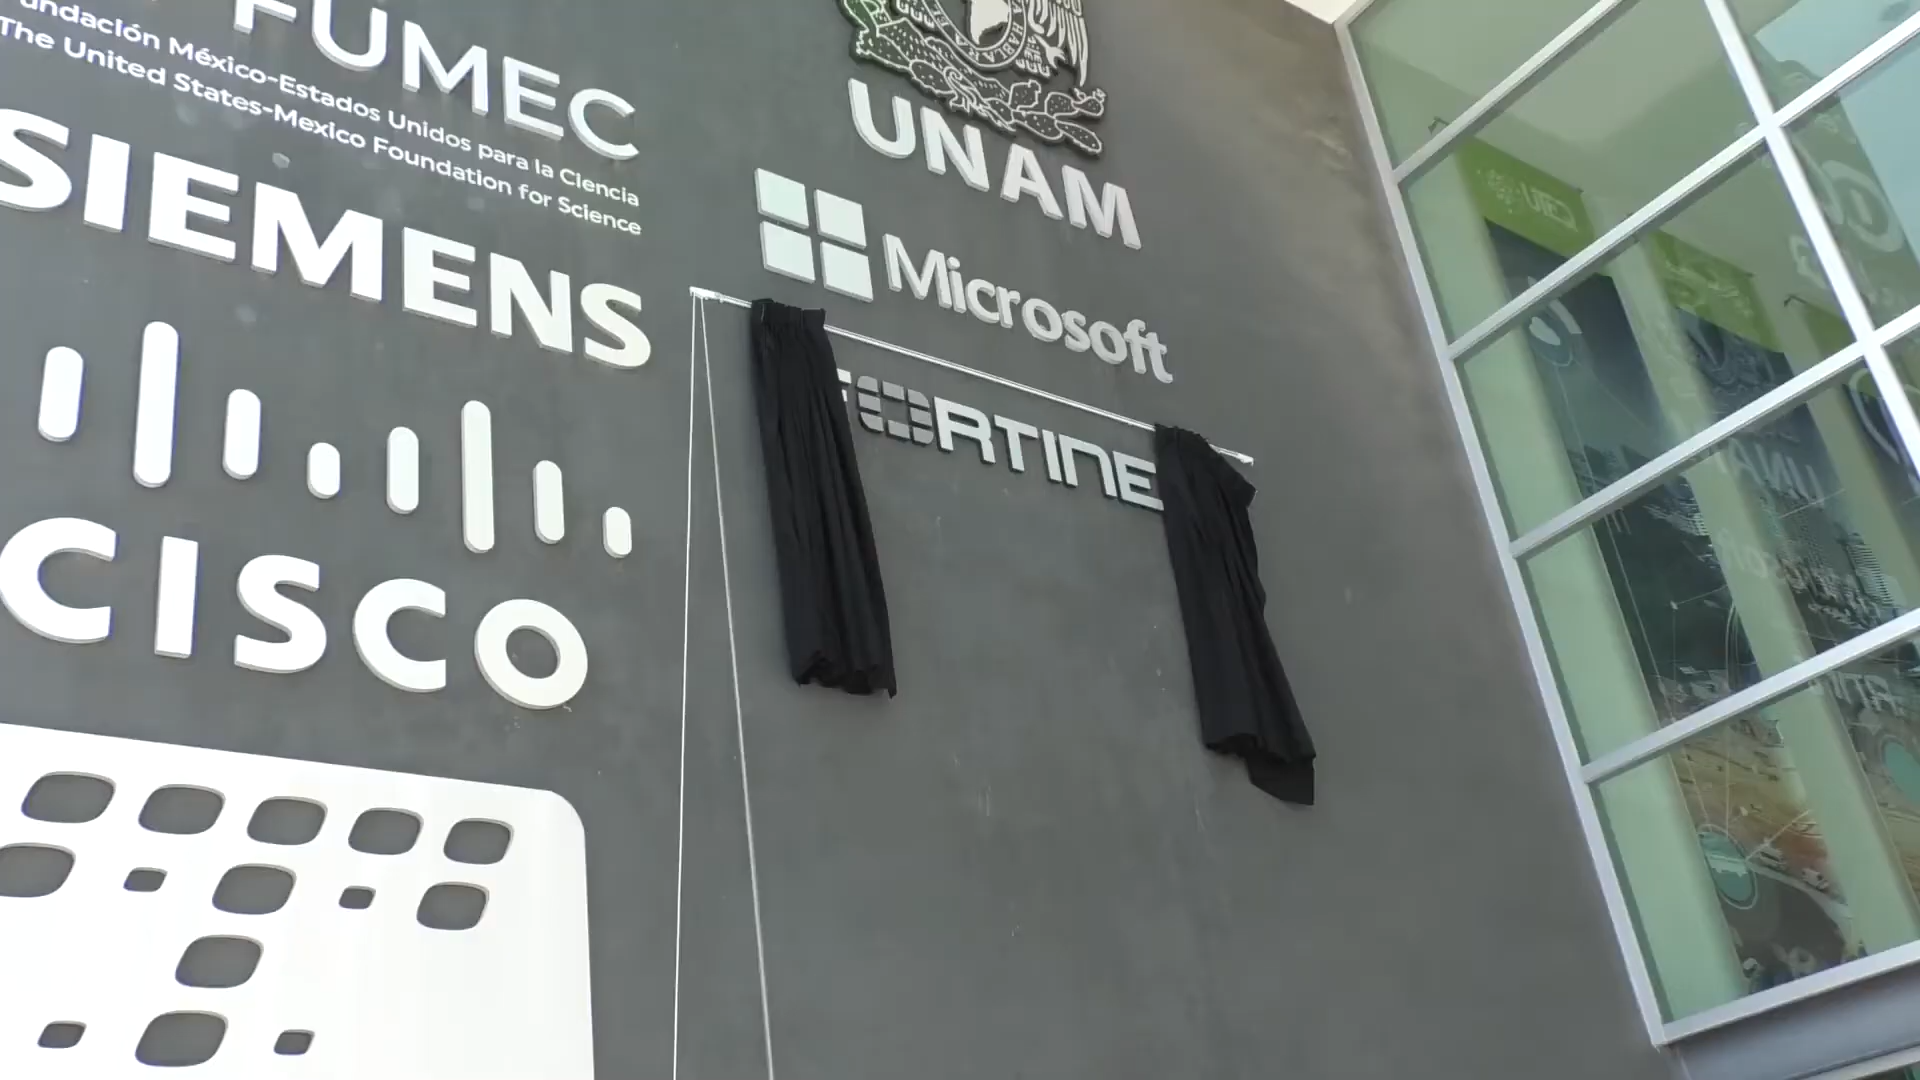 FUMEC
undación México-Estados Unidos para la Ciencia
The United States-Mexico Foundation for Science
SIEMENS
CISCO
UNAM
Microsoft
FORTINE